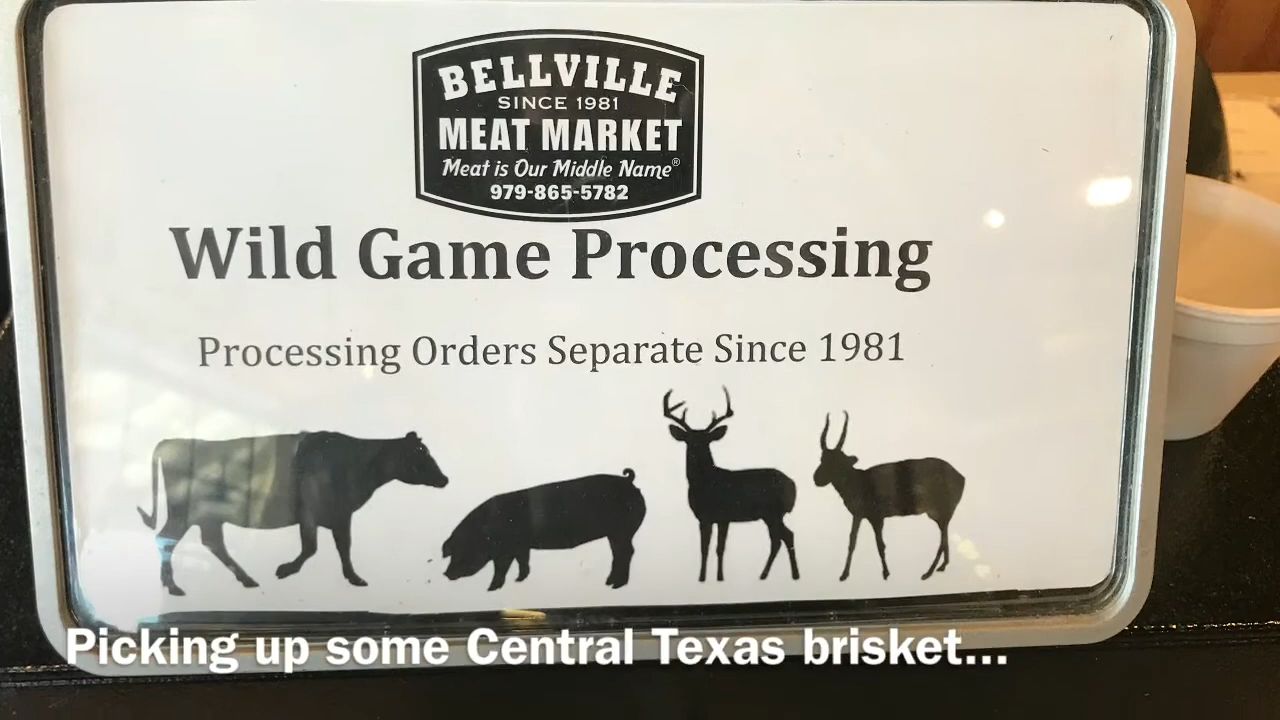 BELLVILLE
SINCE 1981
MEAT MARKET
Meat is Our Middle Name®
979-865-5782
Wild Game Processing
Processing Orders Separate Since 1981
Picking up some Central Texas brisket...